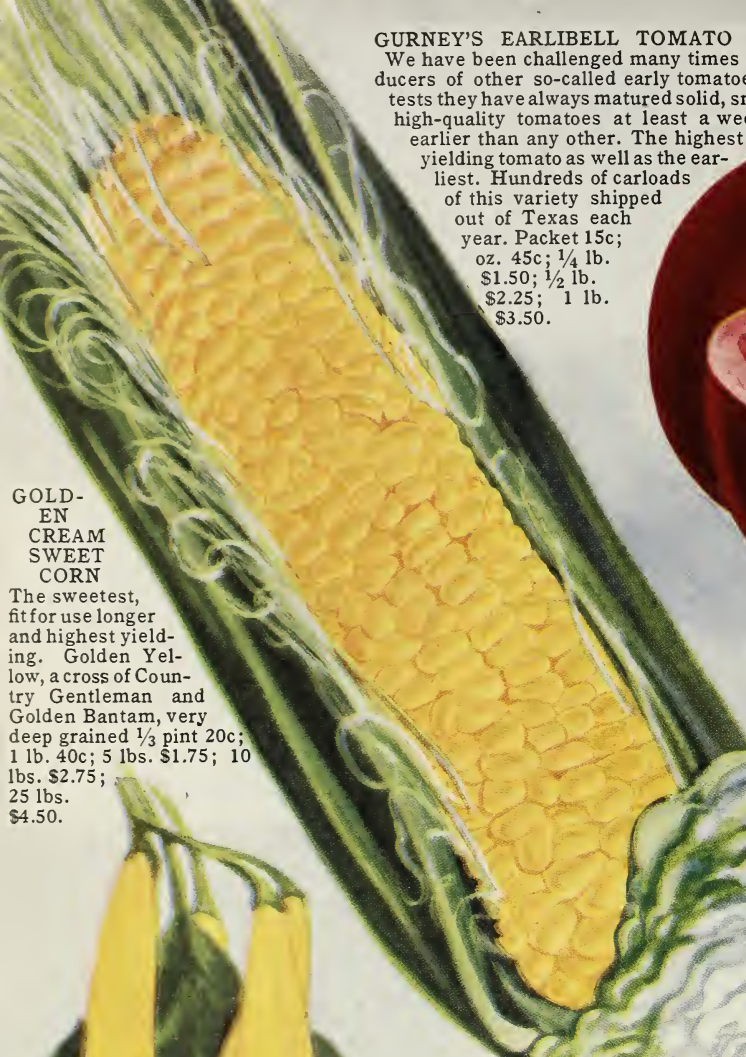 GURNEY'S EARLIBELL TOMATO
We have been challenged many times
ducers of other so-called early tomatoe
tests they have always matured solid, sm
high-quality tomatoes at least a wee
earlier than any other. The highest
yielding tomato as well as the ear-
liest. Hundreds of carloads
of this variety shipped
out of Texas each
year. Packet 15c;
oz. 45c; ¼ lb.
$1.50; ½ lb.
$2.25; 1 lb.
$3.50.
GOLD-
EN
CREAM
SWEET
CORN
The sweetest,
fit for use longer
and highest yield-
ing. Golden Yel-
low, a cross of Coun-
try Gentleman and
Golden Bantam, very
deep grained ⅓ pint 20c;
1 lb. 40c; 5 lbs. $1.75; 10
lbs. $2.75;
25 lbs.
$4.50.